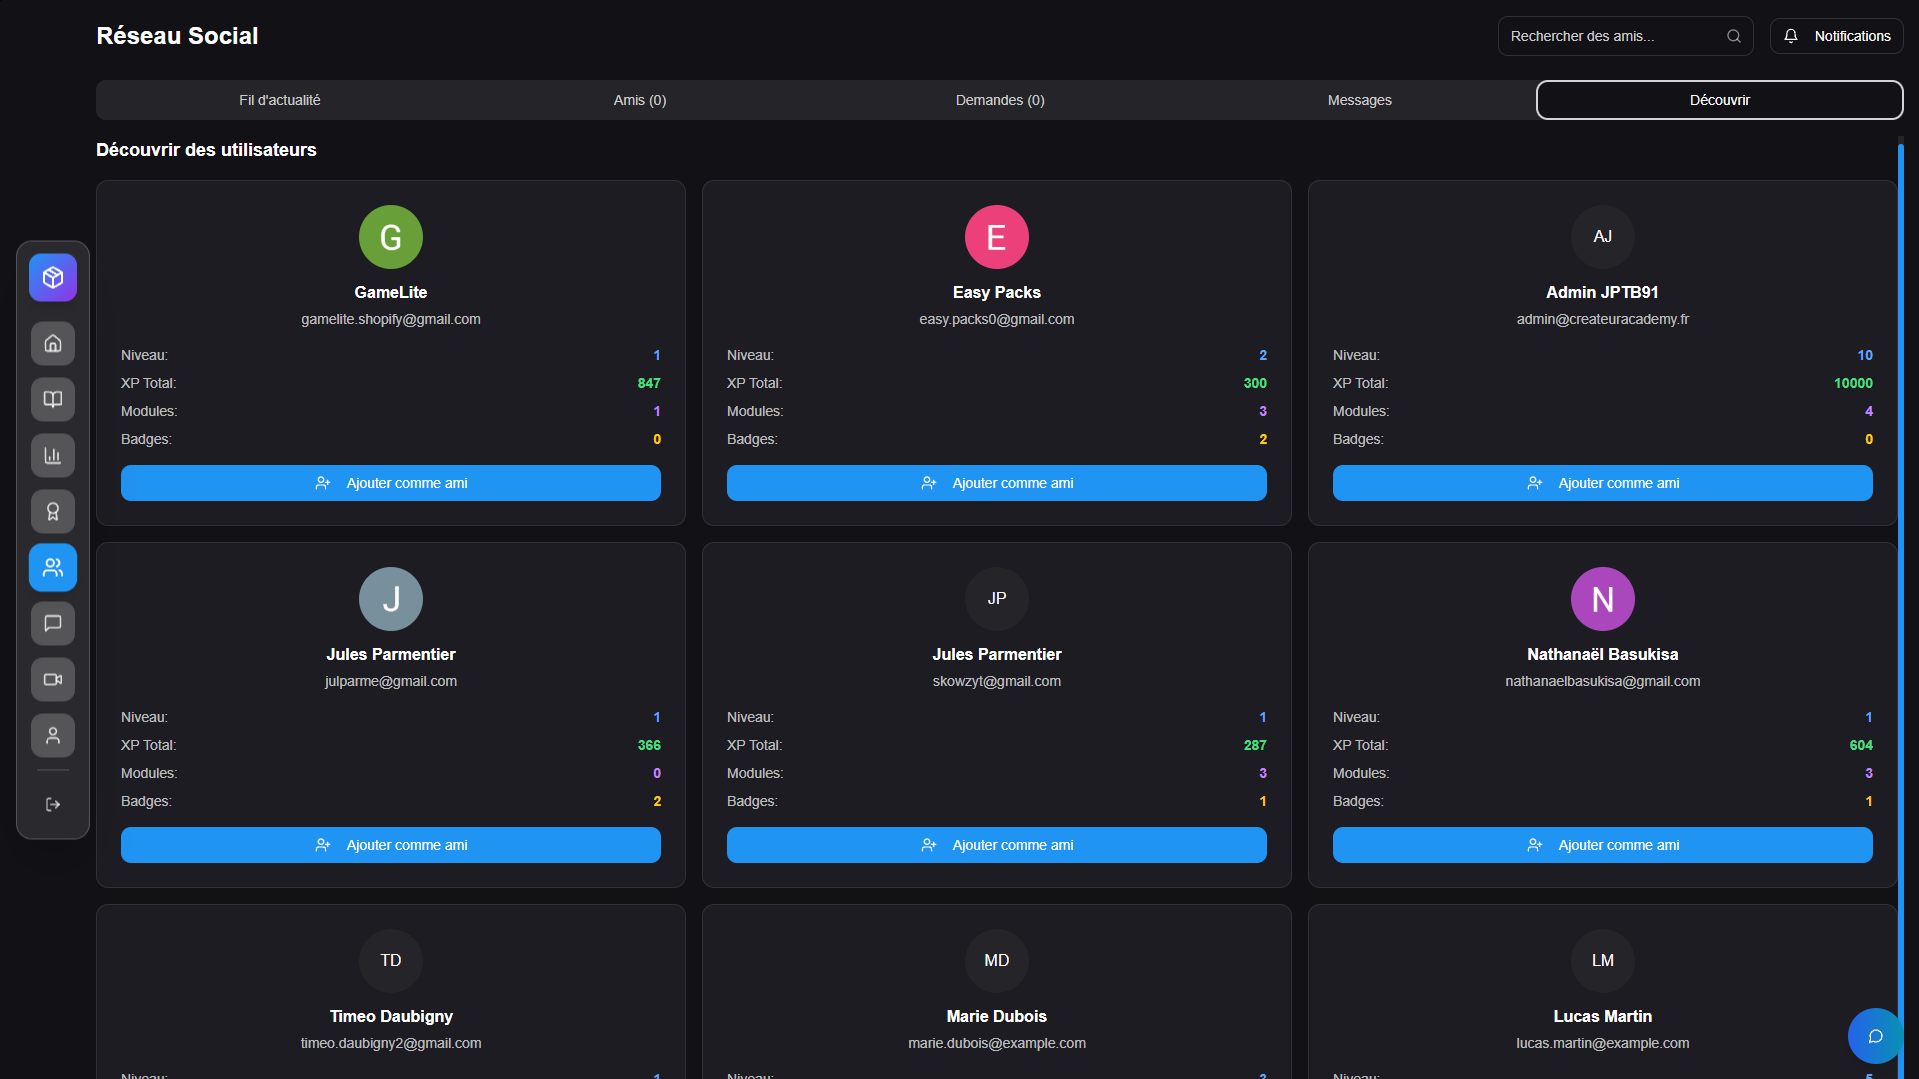 Réseau Social
Rechercher des amis...
Notifications
Fil d'actualité
Amis (0)
Demandes (0)
Messages
Découvrir
Découvrir des utilisateurs
G
GameLite
gamelite.shopify@gmail.com
Niveau: 1
XP Total: 847
Modules: 1
Badges: 0
Ajouter comme ami
E
Easy Packs
easy.packs0@gmail.com
Niveau: 2
XP Total: 300
Modules: 3
Badges: 2
Ajouter comme ami
AJ
Admin JPTB91
admin@createuracademy.fr
Niveau: 10
XP Total: 10000
Modules: 4
Badges: 0
Ajouter comme ami
J
Jules Parmentier
julparme@gmail.com
Niveau: 1
XP Total: 366
Modules: 0
Badges: 2
Ajouter comme ami
JP
Jules Parmentier
skowzyt@gmail.com
Niveau: 1
XP Total: 287
Modules: 3
Badges: 1
Ajouter comme ami
N
Nathanaël Basukisa
nathanaelbasukisa@gmail.com
Niveau: 1
XP Total: 604
Modules: 3
Badges: 1
Ajouter comme ami
TD
Timeo Daubigny
timeo.daubigny2@gmail.com
Niveau: 1
MD
Marie Dubois
marie.dubois@example.com
Niveau:
LM
Lucas Martin
lucas.martin@example.com
Niveau: